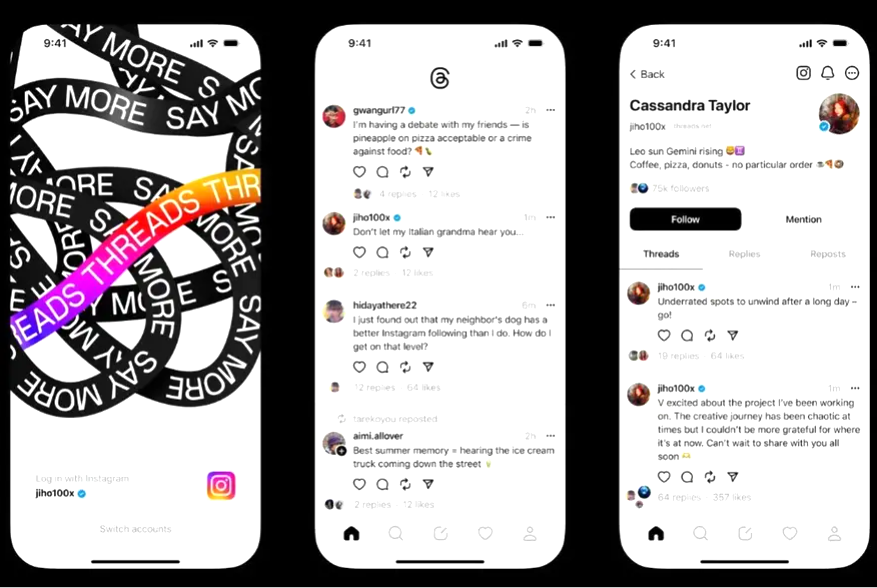 9:41
SAY MORE
SAY MORE
SAY MORE
THREADS THREADS THR
SAY MORE
SAY MORE
SAY MORE
Log in with Instagram
jiho100x
Switch accounts
9:41
gwangurl77 2h
I'm having a debate with my friends — is
pineapple on pizza acceptable or a crime
against food? 🍕
4 replies 12 likes
jiho100x 1m
Don't let my Italian grandma hear you...
2 replies 12 likes
hidayathere22 6m
I just found out that my neighbor's dog has a
better Instagram following than I do. How do I
get on that level?
12 replies 64 likes
tarekoyou reposted
aimi.allover 2h
Best summer memory = hearing the ice cream
truck coming down the street 🍦
2 replies 12 likes
9:41
Back
Cassandra Taylor
jiho100x threads.net
Leo sun Gemini rising 😄♊
Coffee, pizza, donuts - no particular order ☕🍕🍩
75k followers
Follow Mention
Threads Replies Reposts
jiho100x 1m
Underrated spots to unwind after a long day –
go!
19 replies 64 likes
jiho100x 1m
V excited about the project I've been working
on. The creative journey has been chaotic at
times but I couldn't be more grateful for where
it's at now. Can't wait to share with you all
soon 🫶
64 replies 357 likes